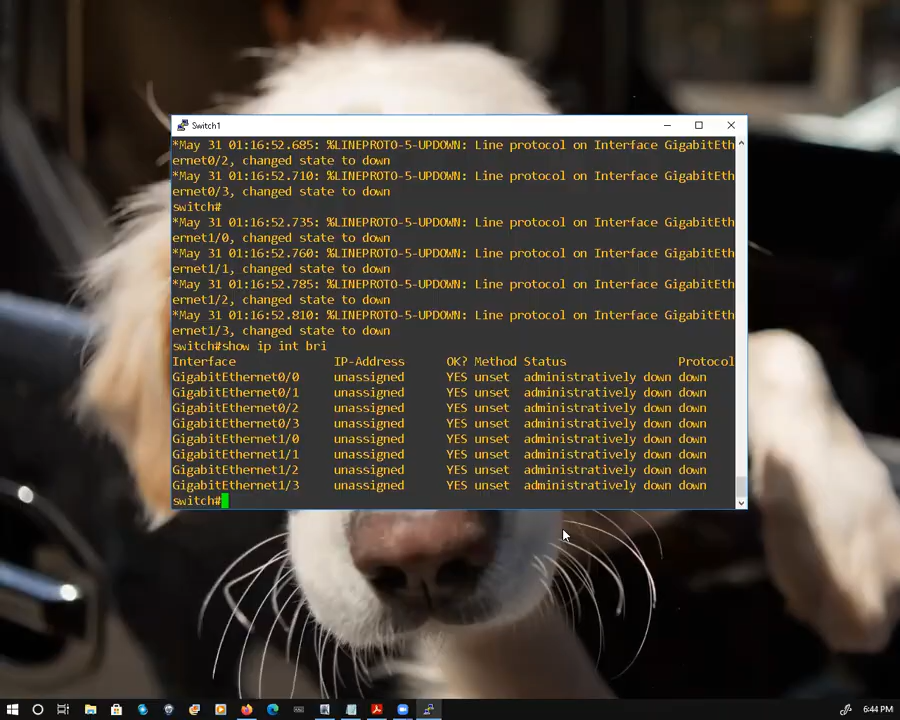 Switch1
*May 31 01:16:52.685: %LINEPROTO-5-UPDOWN: Line protocol on Interface GigabitEth
ernet0/2, changed state to down
*May 31 01:16:52.710: %LINEPROTO-5-UPDOWN: Line protocol on Interface GigabitEth
ernet0/3, changed state to down
switch#
*May 31 01:16:52.735: %LINEPROTO-5-UPDOWN: Line protocol on Interface GigabitEth
ernet1/0, changed state to down
*May 31 01:16:52.760: %LINEPROTO-5-UPDOWN: Line protocol on Interface GigabitEth
ernet1/1, changed state to down
*May 31 01:16:52.785: %LINEPROTO-5-UPDOWN: Line protocol on Interface GigabitEth
ernet1/2, changed state to down
*May 31 01:16:52.810: %LINEPROTO-5-UPDOWN: Line protocol on Interface GigabitEth
ernet1/3, changed state to down
switch#show ip int bri
Interface IP-Address OK? Method Status Protocol
GigabitEthernet0/0 unassigned YES unset administratively down down
GigabitEthernet0/1 unassigned YES unset administratively down down
GigabitEthernet0/2 unassigned YES unset administratively down down
GigabitEthernet0/3 unassigned YES unset administratively down down
GigabitEthernet1/0 unassigned YES unset administratively down down
GigabitEthernet1/1 unassigned YES unset administratively down down
GigabitEthernet1/2 unassigned YES unset administratively down down
GigabitEthernet1/3 unassigned YES unset administratively down down
switch#
6:44 PM